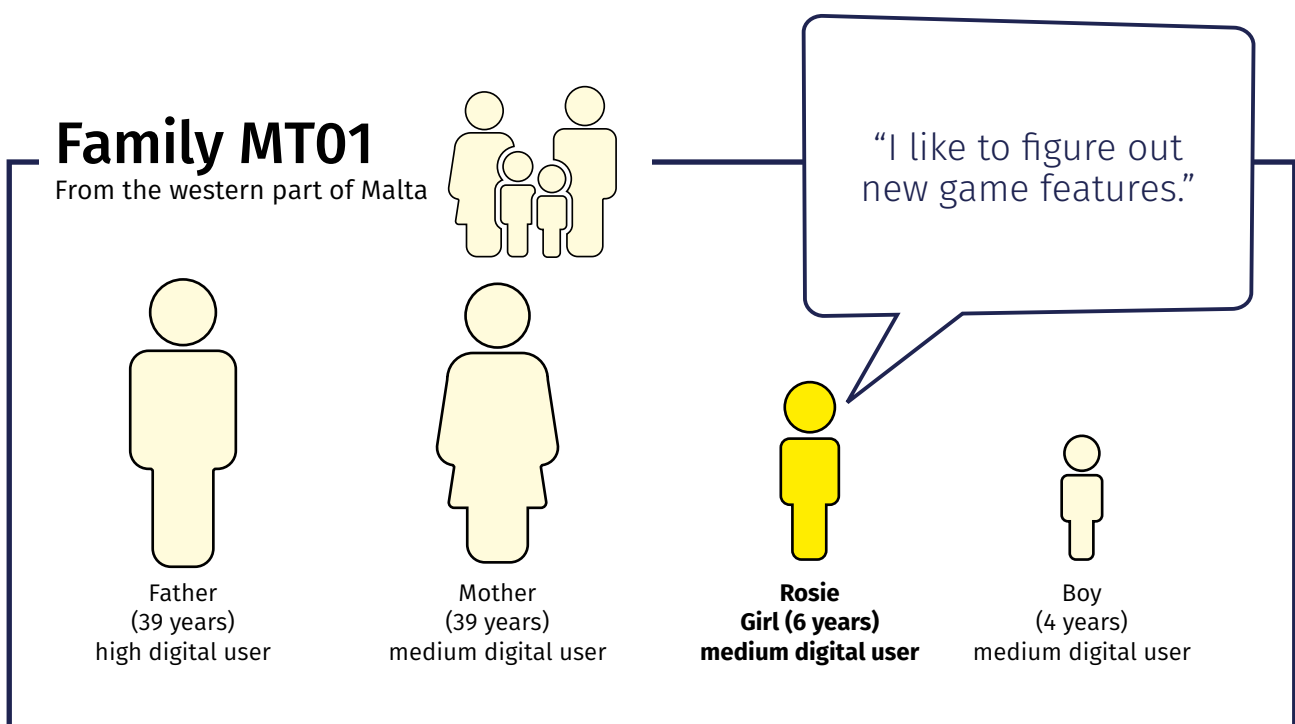 Family MT01
From the western part of Malta
“I like to figure out
new game features.”
Father
(39 years)
high digital user
Mother
(39 years)
medium digital user
Rosie
Girl (6 years)
medium digital user
Boy
(4 years)
medium digital user